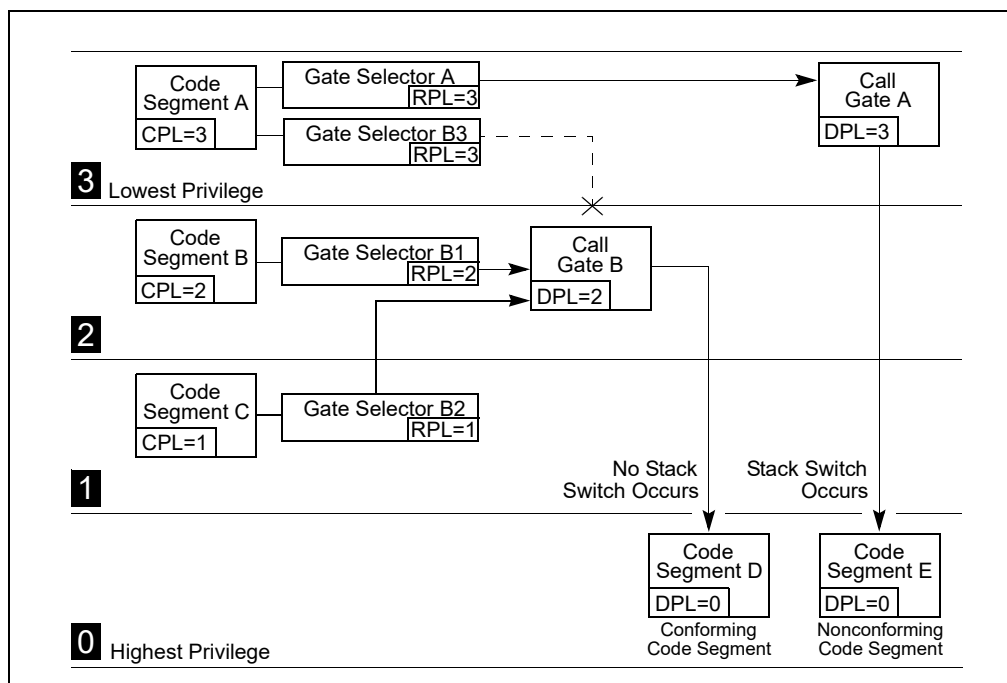 Code
Segment A
CPL=3
Gate Selector A
RPL=3
Gate Selector B3
RPL=3
Call
Gate A
DPL=3
3 Lowest Privilege
Code
Segment B
CPL=2
Gate Selector B1
RPL=2
Call
Gate B
DPL=2
2
Code
Segment C
CPL=1
Gate Selector B2
RPL=1
No Stack
Switch Occurs
Stack Switch
Occurs
1
Code
Segment D
DPL=0
Conforming
Code Segment
Code
Segment E
DPL=0
Nonconforming
Code Segment
0 Highest Privilege